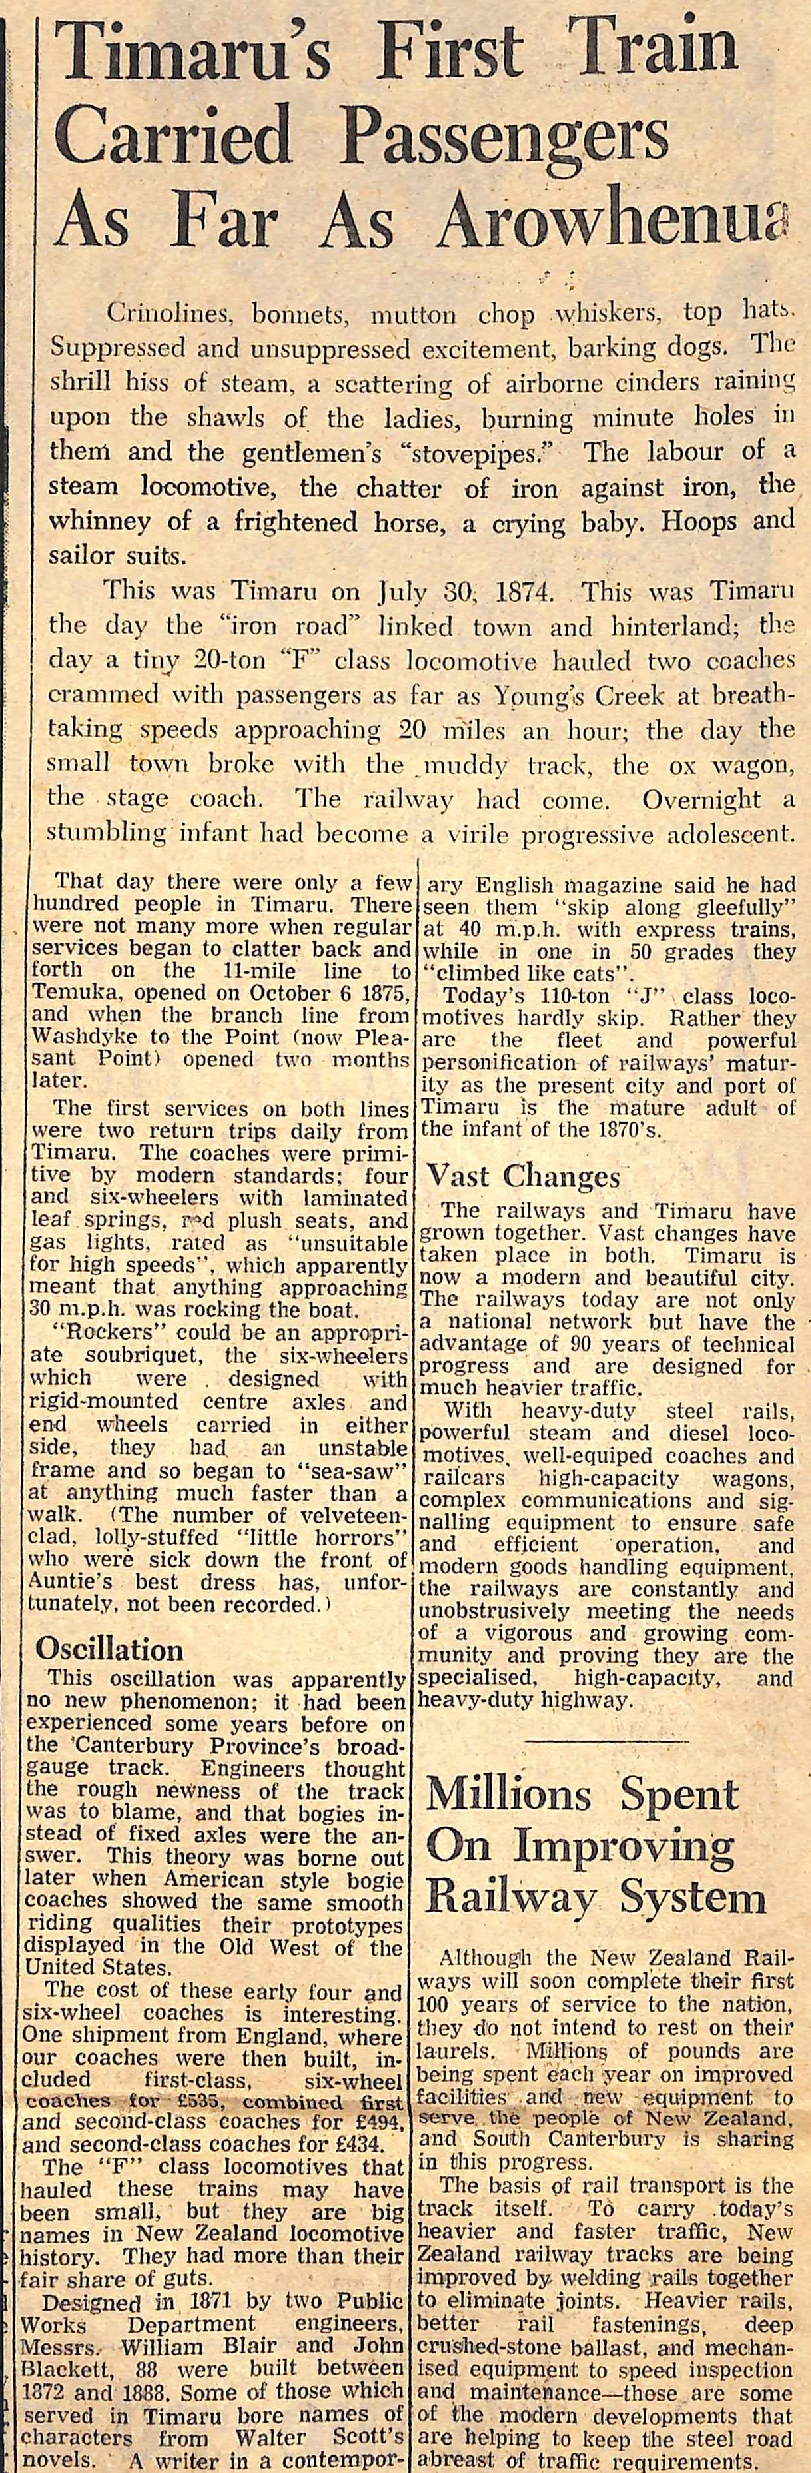 Timaru's First Train
Carried Passengers
As Far As Arowhenua
Crinolines, bonnets, mutton chop whiskers, top hats.
Suppressed and unsuppressed excitement, barking dogs. The
shrill hiss of steam, a scattering of airborne cinders raining
upon the shawls of the ladies, burning minute holes in
them and the gentlemen's "stovepipes." The labour of a
steam locomotive, the chatter of iron against iron, the
whinney of a frightened horse, a crying baby. Hoops and
sailor suits.
This was Timaru on July 30, 1874. This was Timaru
the day the "iron road" linked town and hinterland; the
day a tiny 20-ton "F" class locomotive hauled two coaches
crammed with passengers as far as Young's Creek at breath-
taking speeds approaching 20 miles an hour; the day the
small town broke with the muddy track, the ox wagon,
the stage coach. The railway had come. Overnight a
stumbling infant had become a virile progressive adolescent.
That day there were only a few
hundred people in Timaru. There
were not many more when regular
services began to clatter back and
forth on the 11-mile line to
Temuka, opened on October 6 1875,
and when the branch line from
Washdyke to the Point (now Plea-
sant Point) opened two months
later.
The first services on both lines
were two return trips daily from
Timaru. The coaches were primi-
tive by modern standards; four
and six-wheelers with laminated
leaf springs, red plush seats, and
gas lights, rated as "unsuitable
for high speeds", which apparently
meant that anything approaching
30 m.p.h. was rocking the boat.
"Rockers" could be an appropri-
ate soubriquet, the six-wheelers
which were designed with
rigid-mounted centre axles and
end wheels carried in either
side, they had an unstable
frame and so began to "sea-saw"
at anything much faster than a
walk. (The number of velveteen-
clad, lolly-stuffed "little horrors"
who were sick down the front of
Auntie's best dress has, unfor-
tunately, not been recorded.)
Oscillation
This oscillation was apparently
no new phenomenon; it had been
experienced some years before on
the Canterbury Province's broad-
gauge track. Engineers thought
the rough newness of the track
was to blame, and that bogies in-
stead of fixed axles were the an-
swer. This theory was borne out
later when American style bogie
coaches showed the same smooth
riding qualities their prototypes
displayed in the Old West of the
United States.
The cost of these early four and
six-wheel coaches is interesting.
One shipment from England, where
our coaches were then built, in-
cluded first-class, six-wheel
coaches for £535, combined first
and second-class coaches for £494,
and second-class coaches for £434.
The "F" class locomotives that
hauled these trains may have
been small, but they are big
names in New Zealand locomotive
history. They had more than their
fair share of guts.
Designed in 1871 by two Public
Works Department engineers,
Messrs. William Blair and John
Blackett, 88 were built between
1872 and 1888. Some of those which
served in Timaru bore names of
characters from Walter Scott's
novels. A writer in a contempor-
ary English magazine said he had
seen them "skip along gleefully"
at 40 m.p.h. with express trains,
while in one in 50 grades they
"climbed like cats".
Today's 110-ton "J" class loco-
motives hardly skip. Rather they
are the fleet and powerful
personification of railways' matur-
ity as the present city and port of
Timaru is the mature adult of
the infant of the 1870's.
Vast Changes
The railways and Timaru have
grown together. Vast changes have
taken place in both. Timaru is
now a modern and beautiful city.
The railways today are not only
a national network but have the
advantage of 90 years of technical
progress and are designed for
much heavier traffic.
With heavy-duty steel rails,
powerful steam and diesel loco-
motives, well-equiped coaches and
railcars high-capacity wagons,
complex communications and sig-
nalling equipment to ensure safe
and efficient operation, and
modern goods handling equipment,
the railways are constantly and
unobstrusively meeting the needs
of a vigorous and growing com-
munity and proving they are the
specialised, high-capacity, and
heavy-duty highway.
Millions Spent
On Improving
Railway System
Although the New Zealand Rail-
ways will soon complete their first
100 years of service to the nation,
they do not intend to rest on their
laurels. Millions of pounds are
being spent each year on improved
facilities and new equipment to
serve the people of New Zealand,
and South Canterbury is sharing
in this progress.
The basis of rail transport is the
track itself. To carry today's
heavier and faster traffic, New
Zealand railway tracks are being
improved by welding rails together
to eliminate joints. Heavier rails,
better rail fastenings, deep
crushed-stone ballast, and mechan-
ised equipment to speed inspection
and maintenance—these are some
of the modern developments that
are helping to keep the steel road
abreast of traffic requirements.